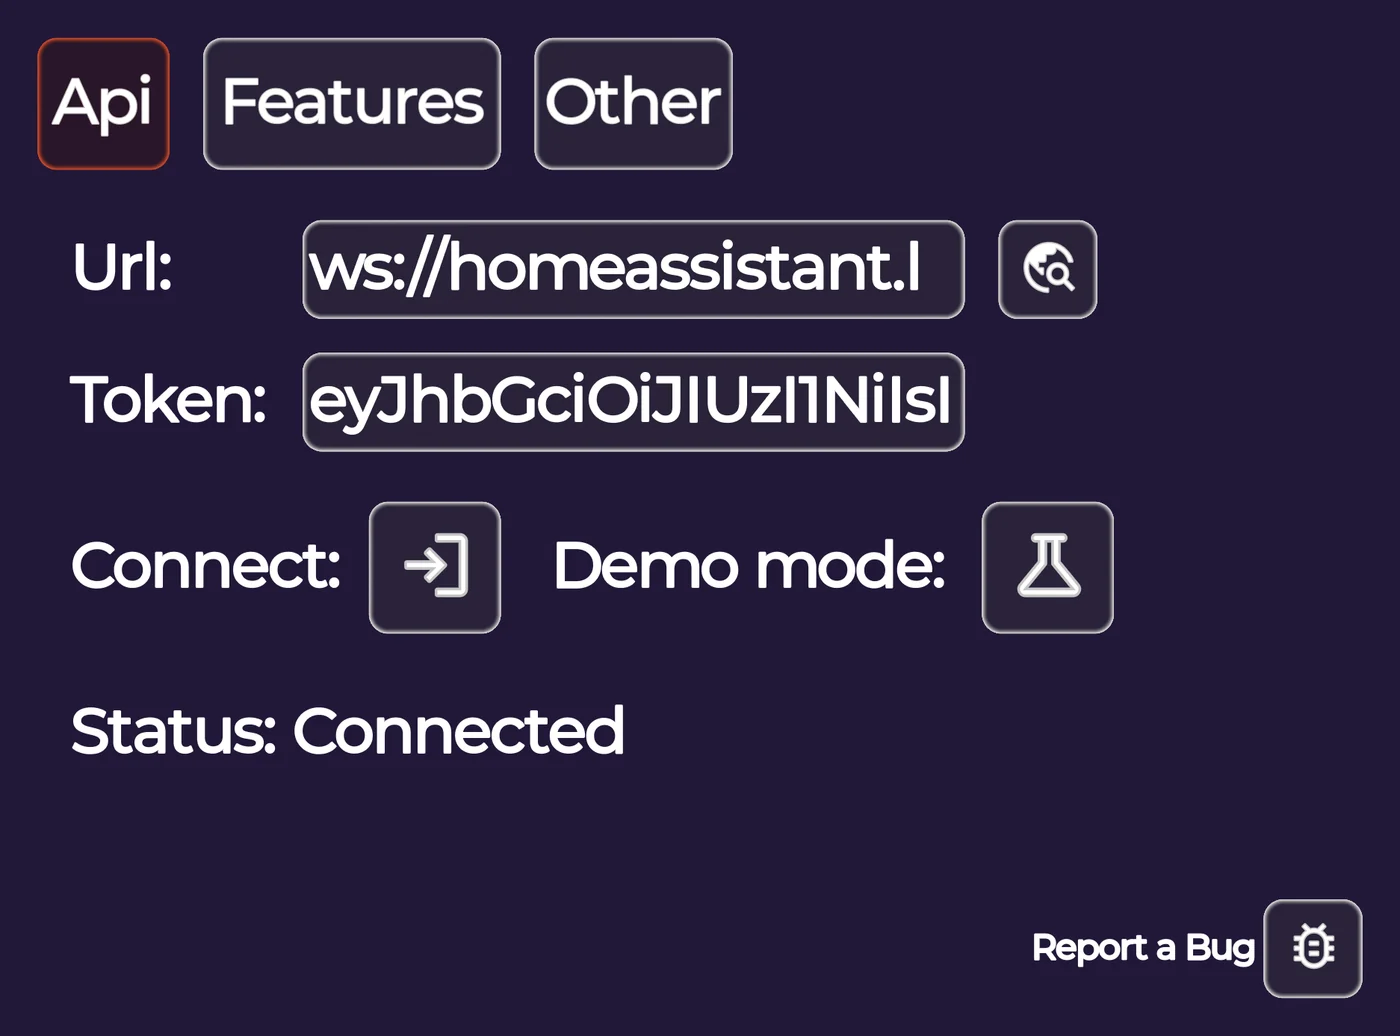 Api Features Other
Url: ws://homeassistant.l
Token: eyJhbGciOiJIUzI1NiIsI
Connect: Demo mode:
Status: Connected
Report a Bug